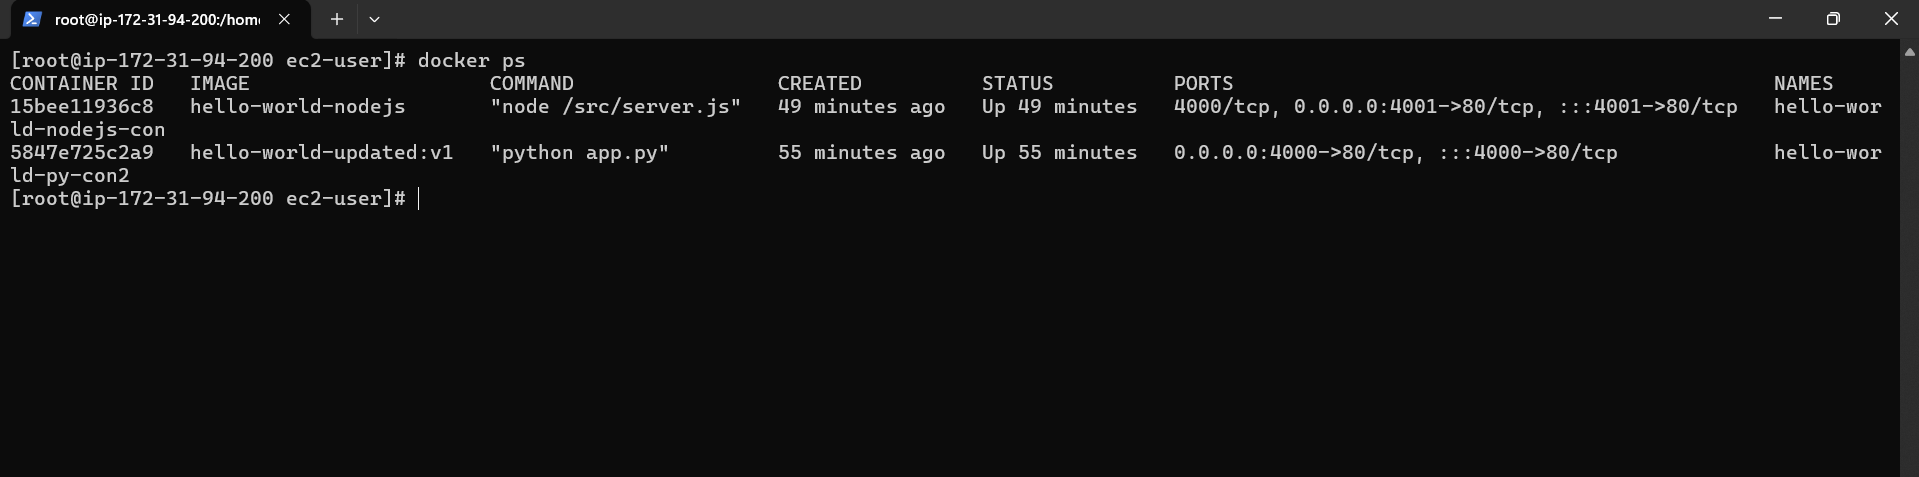 root@ip-172-31-94-200:/hom
[root@ip-172-31-94-200 ec2-user]# docker ps
CONTAINER ID   IMAGE                    COMMAND                 CREATED          STATUS          PORTS                                             NAMES
15bee11936c8   hello-world-nodejs       "node /src/server.js"   49 minutes ago   Up 49 minutes   4000/tcp, 0.0.0.0:4001->80/tcp, :::4001->80/tcp   hello-wor
ld-nodejs-con
5847e725c2a9   hello-world-updated:v1   "python app.py"         55 minutes ago   Up 55 minutes   0.0.0.0:4000->80/tcp, :::4000->80/tcp             hello-wor
ld-py-con2
[root@ip-172-31-94-200 ec2-user]#